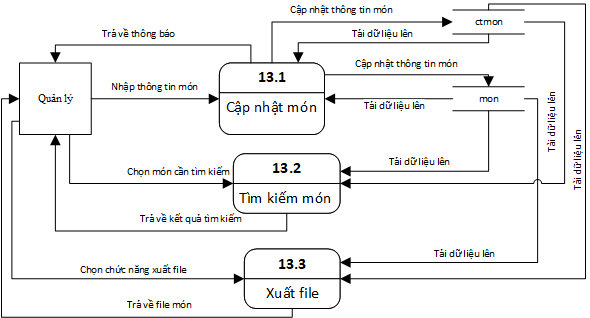 Cập nhật thông tin món
Trả về thông báo
Tải dữ liệu lên
ctmon
13.1
Cập nhật món
Cập nhật thông tin món
Quản lý
Nhập thông tin món
Tải dữ liệu lên
mon
Tải dữ liệu lên
Tải dữ liệu lên
13.2
Tìm kiếm món
Tải dữ liệu lên
Chọn món cần tìm kiếm
Trả về kết quả tìm kiếm
13.3
Xuất file
Tải dữ liệu lên
Chọn chức năng xuất file
Trả về file món